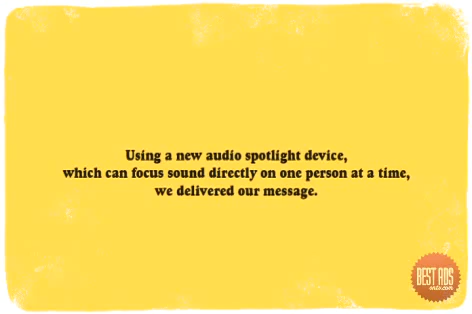 Using a new audio spotlight device,
which can focus sound directly on one person at a time,
we delivered our message.
BEST ADS